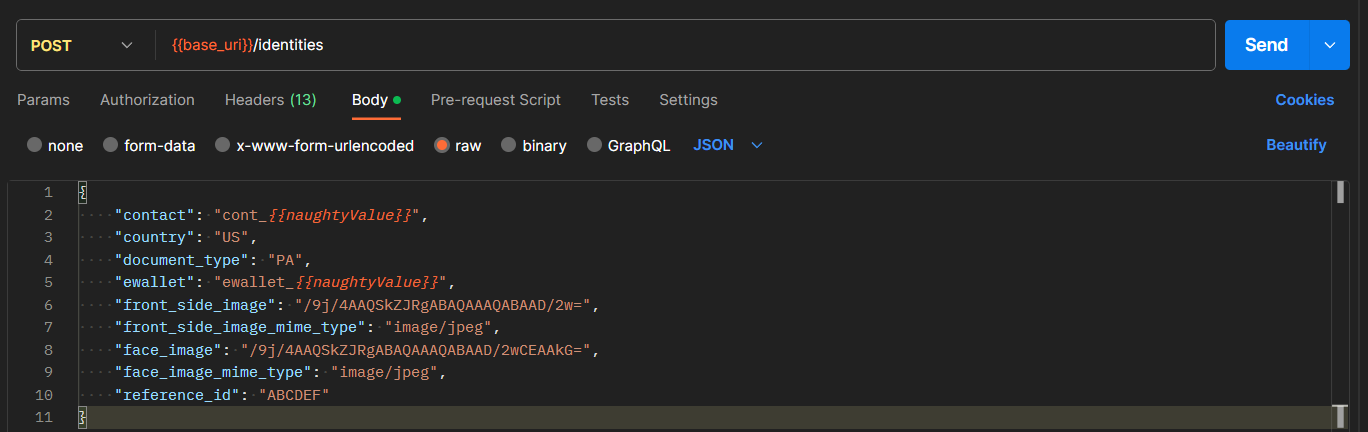 POST {{base_uri}}/identities Send
Params Authorization Headers (13) Body Pre-request Script Tests Settings Cookies
none form-data x-www-form-urlencoded raw binary GraphQL JSON Beautify
1 {
2 "contact": "cont_{{naughtyValue}}",
3 "country": "US",
4 "document_type": "PA",
5 "ewallet": "ewallet_{{naughtyValue}}",
6 "front_side_image": "/9j/4AAQSkZJRgABAQAAAQABAAD/2w=",
7 "front_side_image_mime_type": "image/jpeg",
8 "face_image": "/9j/4AAQSkZJRgABAQAAAQABAAD/2wCEAAkG=",
9 "face_image_mime_type": "image/jpeg",
10 "reference_id": "ABCDEF"
11 }